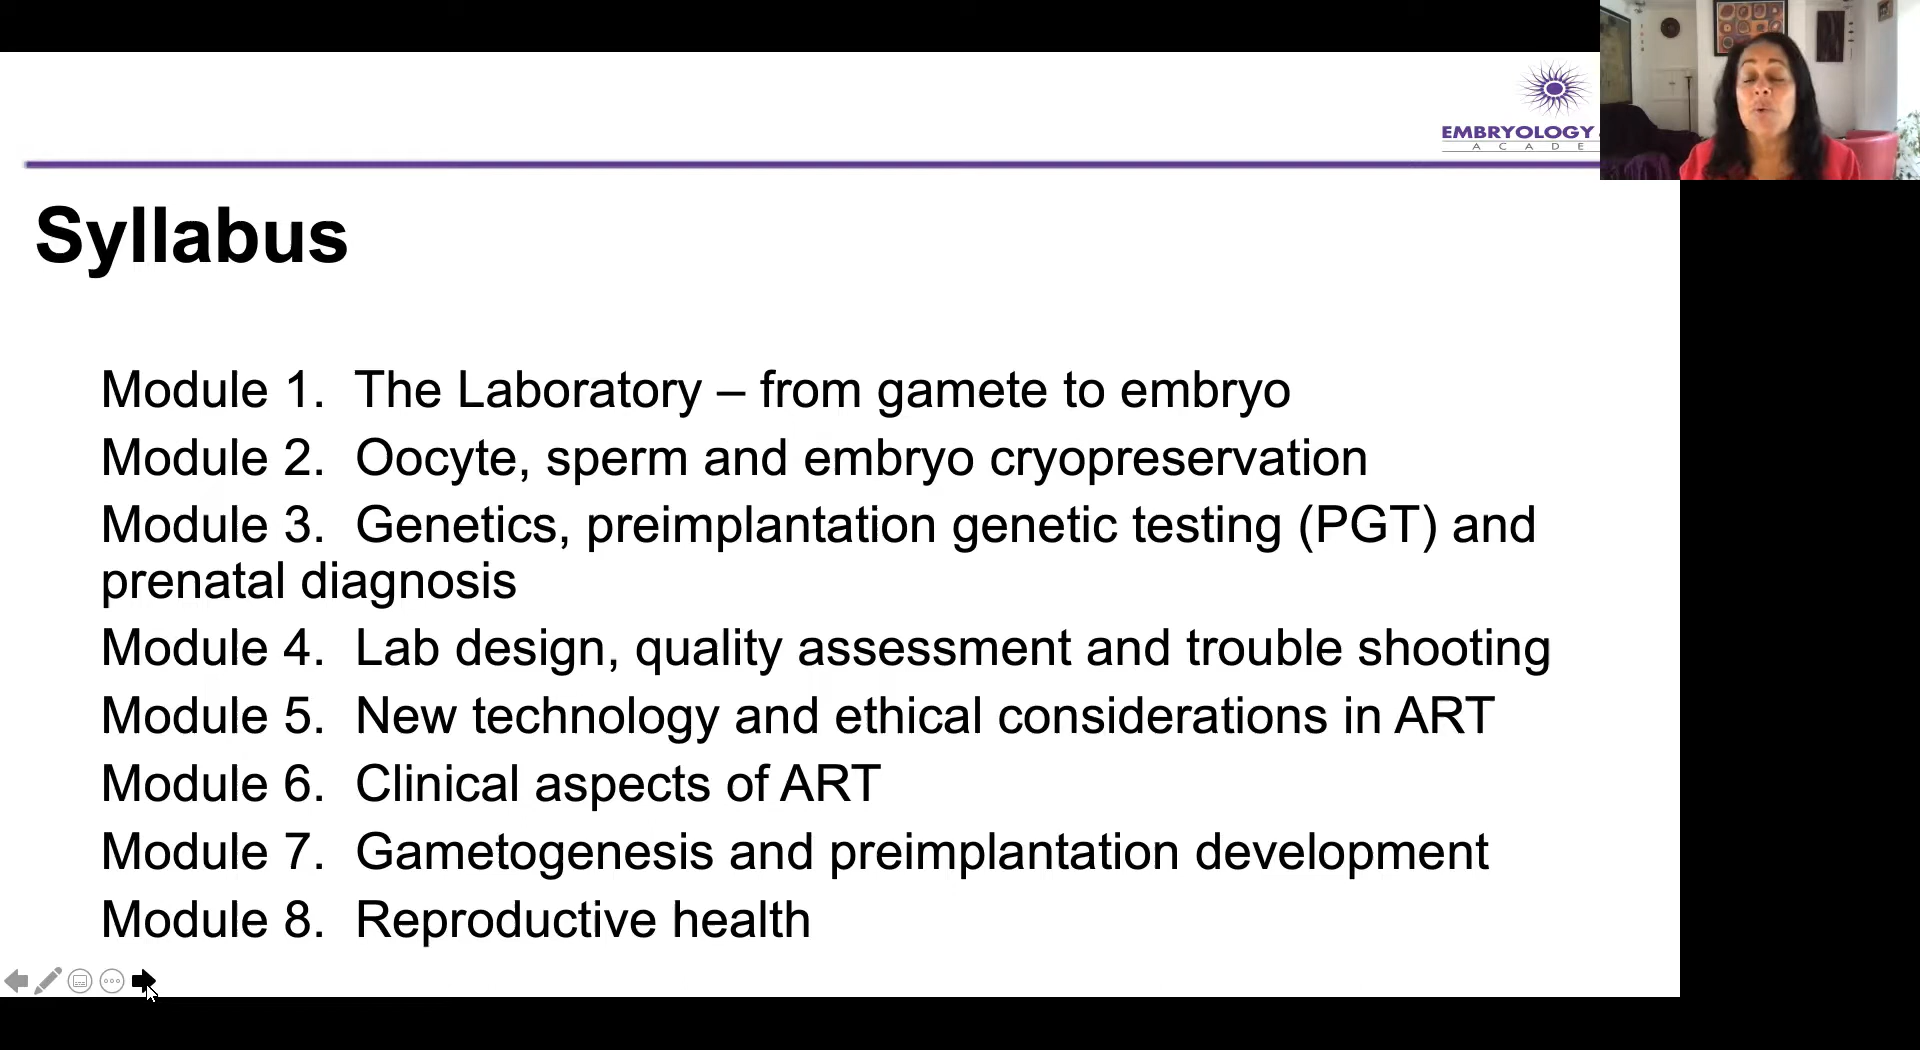 EMBRYOLOGY
ACADE
Syllabus
Module 1. The Laboratory – from gamete to embryo
Module 2. Oocyte, sperm and embryo cryopreservation
Module 3. Genetics, preimplantation genetic testing (PGT) and
prenatal diagnosis
Module 4. Lab design, quality assessment and trouble shooting
Module 5. New technology and ethical considerations in ART
Module 6. Clinical aspects of ART
Module 7. Gametogenesis and preimplantation development
Module 8. Reproductive health